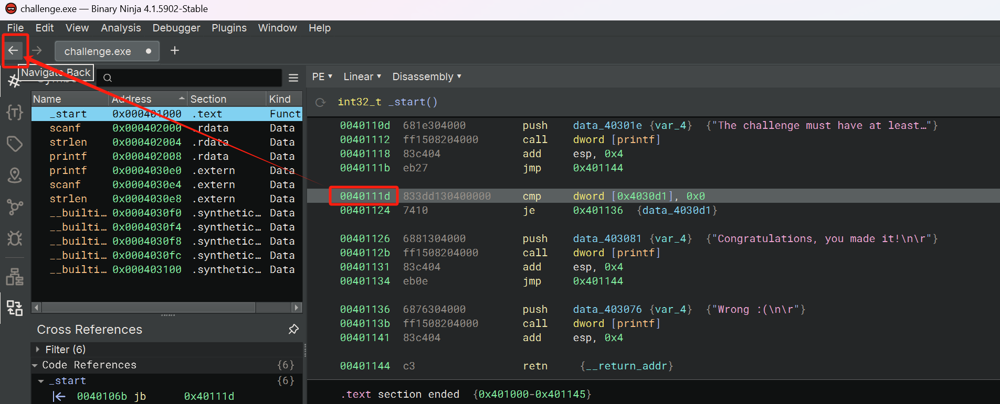 challenge.exe — Binary Ninja 4.1.5902-Stable
File Edit View Analysis Debugger Plugins Window Help
challenge.exe
Navigate Back
PE Linear Disassembly
Name Address Section Kind
_start 0x000401000 .text Funct
scanf 0x000402000 .rdata Data
strlen 0x000402004 .rdata Data
printf 0x000402008 .rdata Data
printf 0x0004030e0 .extern Data
scanf 0x0004030e4 .extern Data
strlen 0x0004030e8 .extern Data
__builti… 0x0004030f0 .synthetic… Data
__builti… 0x0004030f4 .synthetic… Data
__builti… 0x0004030f8 .synthetic… Data
__builti… 0x0004030fc .synthetic… Data
__builti… 0x000403100 .synthetic… Data
Cross References
Filter (6)
Code References {6}
_start {6}
0040106b jb 0x40111d
int32_t _start()
0040110d 681e304000 push data_40301e {var_4} {"The challenge must have at least…"}
00401112 ff1508204000 call dword [printf]
00401118 83c404 add esp, 0x4
0040111b eb27 jmp 0x401144
0040111d 833dd130400000 cmp dword [0x4030d1], 0x0
00401124 7410 je 0x401136 {data_4030d1}
00401126 6881304000 push data_403081 {var_4} {"Congratulations, you made it!\n\r"}
0040112b ff1508204000 call dword [printf]
00401131 83c404 add esp, 0x4
00401134 eb0e jmp 0x401144
00401136 6876304000 push data_403076 {var_4} {"Wrong :(\n\r"}
0040113b ff1508204000 call dword [printf]
00401141 83c404 add esp, 0x4
00401144 c3 retn {__return_addr}
.text section ended {0x401000-0x401145}